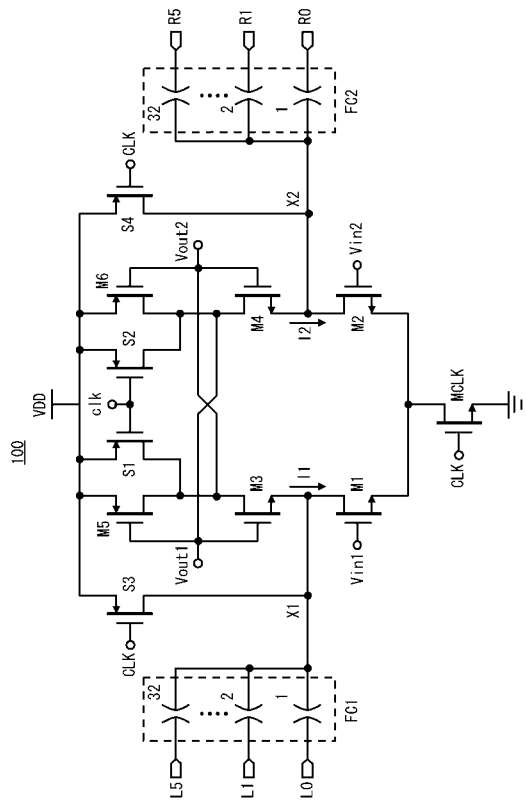 100
VDD
clk
CLK
CLK
S3
M5
S1
S2
M6
S4
Vout1
Vout2
M3
M4
I1
I2
X1
X2
M1
M2
Vin1
Vin2
CLK
MCLK
L5
L1
L0
32
2
1
FC1
32
2
1
FC2
R5
R1
R0